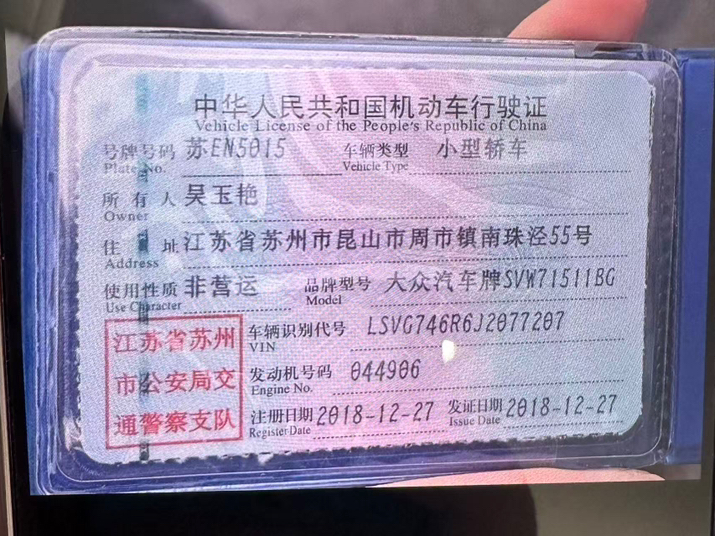 中华人民共和国机动车行驶证
Vehicle License of the People's Republic of China
号牌号码 苏EN5015 车辆类型 小型轿车
Plate No. Vehicle Type
所有人 吴玉艳
Owner
住址 江苏省苏州市昆山市周市镇南珠泾55号
Address
使用性质 非营运 品牌型号 大众汽车牌SVW71511BG
Use Character Model
江苏省苏州 车辆识别代号 LSVG746R6J2077207
VIN
市公安局交 发动机号码 044906
Engine No.
通警察支队 注册日期 2018-12-27 发证日期 2018-12-27
Register Date Issue Date